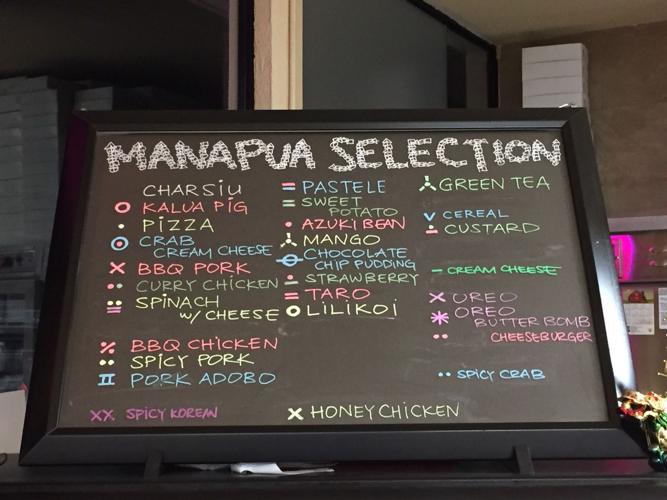 MANAPUA SELECTION
CHARSIU
KALUA PIG
PIZZA
CRAB
CREAM CHEESE
BBQ PORK
CURRY CHICKEN
SPINACH
W/ CHEESE
BBQ CHICKEN
SPICY PORK
PORK ADOBO
XX SPICY KOREAN
PASTELE
SWEET
POTATO
AZUKI BEAN
MANGO
CHOCOLATE
CHIP PUDDING
STRAWBERRY
TARO
LILIKOI
X HONEY CHICKEN
GREEN TEA
CEREAL
CUSTARD
CREAM CHEESE
OREO
OREO
BUTTER BOMB
CHEESEBURGER
SPICY CRAB